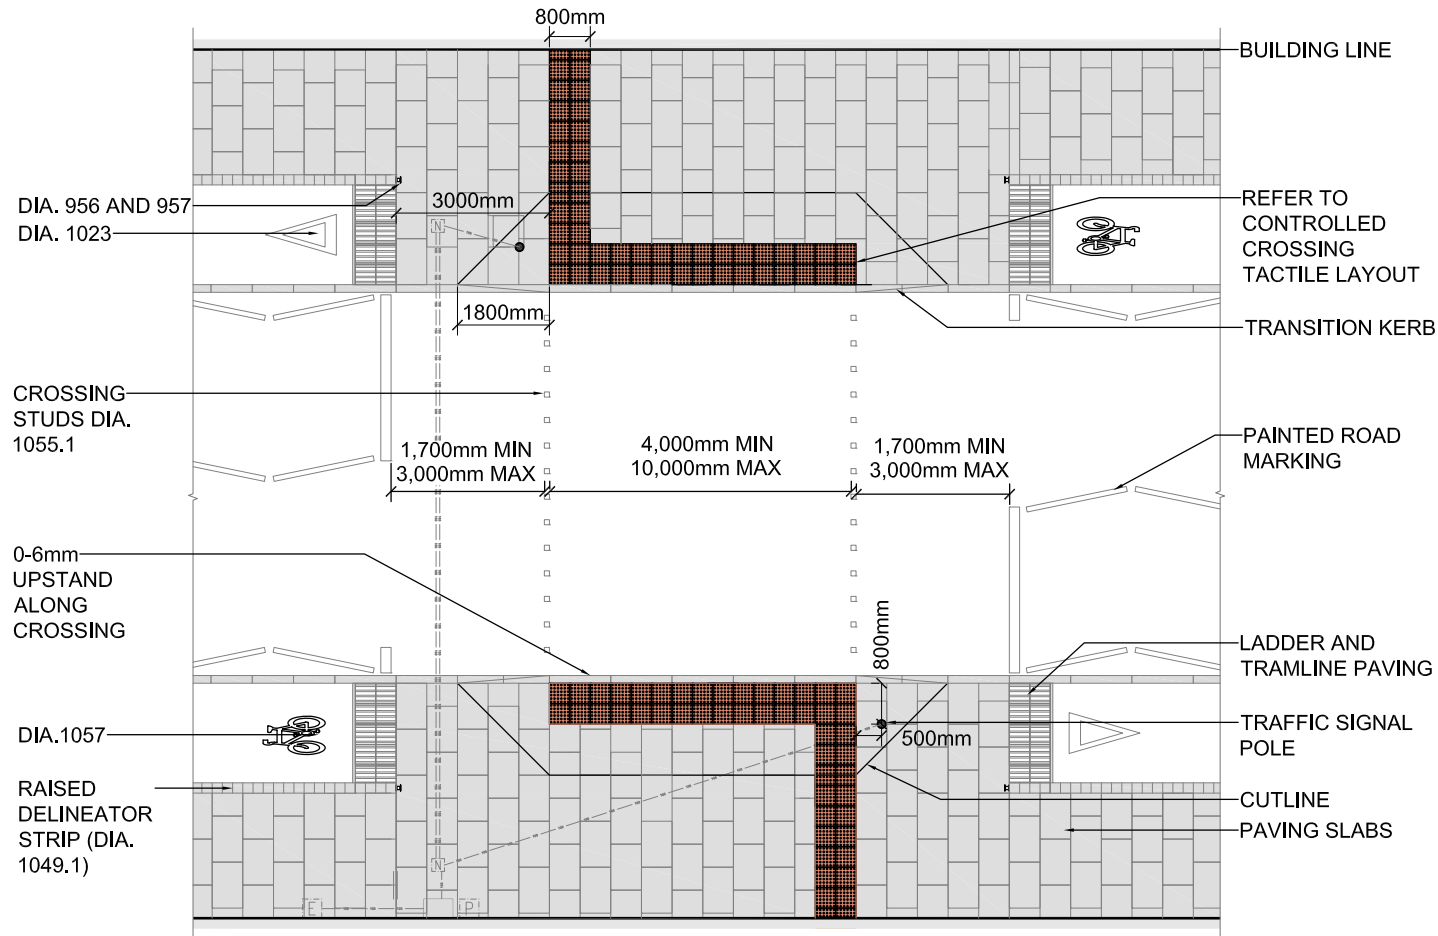 800mm
BUILDING LINE
DIA. 956 AND 957
DIA. 1023
3000mm
N
REFER TO
CONTROLLED
CROSSING
TACTILE LAYOUT
1800mm
TRANSITION KERB
CROSSING
STUDS DIA.
1055.1
1,700mm MIN
3,000mm MAX
4,000mm MIN
10,000mm MAX
1,700mm MIN
3,000mm MAX
PAINTED ROAD
MARKING
0-6mm
UPSTAND
ALONG
CROSSING
800mm
LADDER AND
TRAMLINE PAVING
DIA.1057
500mm
TRAFFIC SIGNAL
POLE
RAISED
DELINEATOR
STRIP (DIA.
1049.1)
CUTLINE
PAVING SLABS
N
E
P